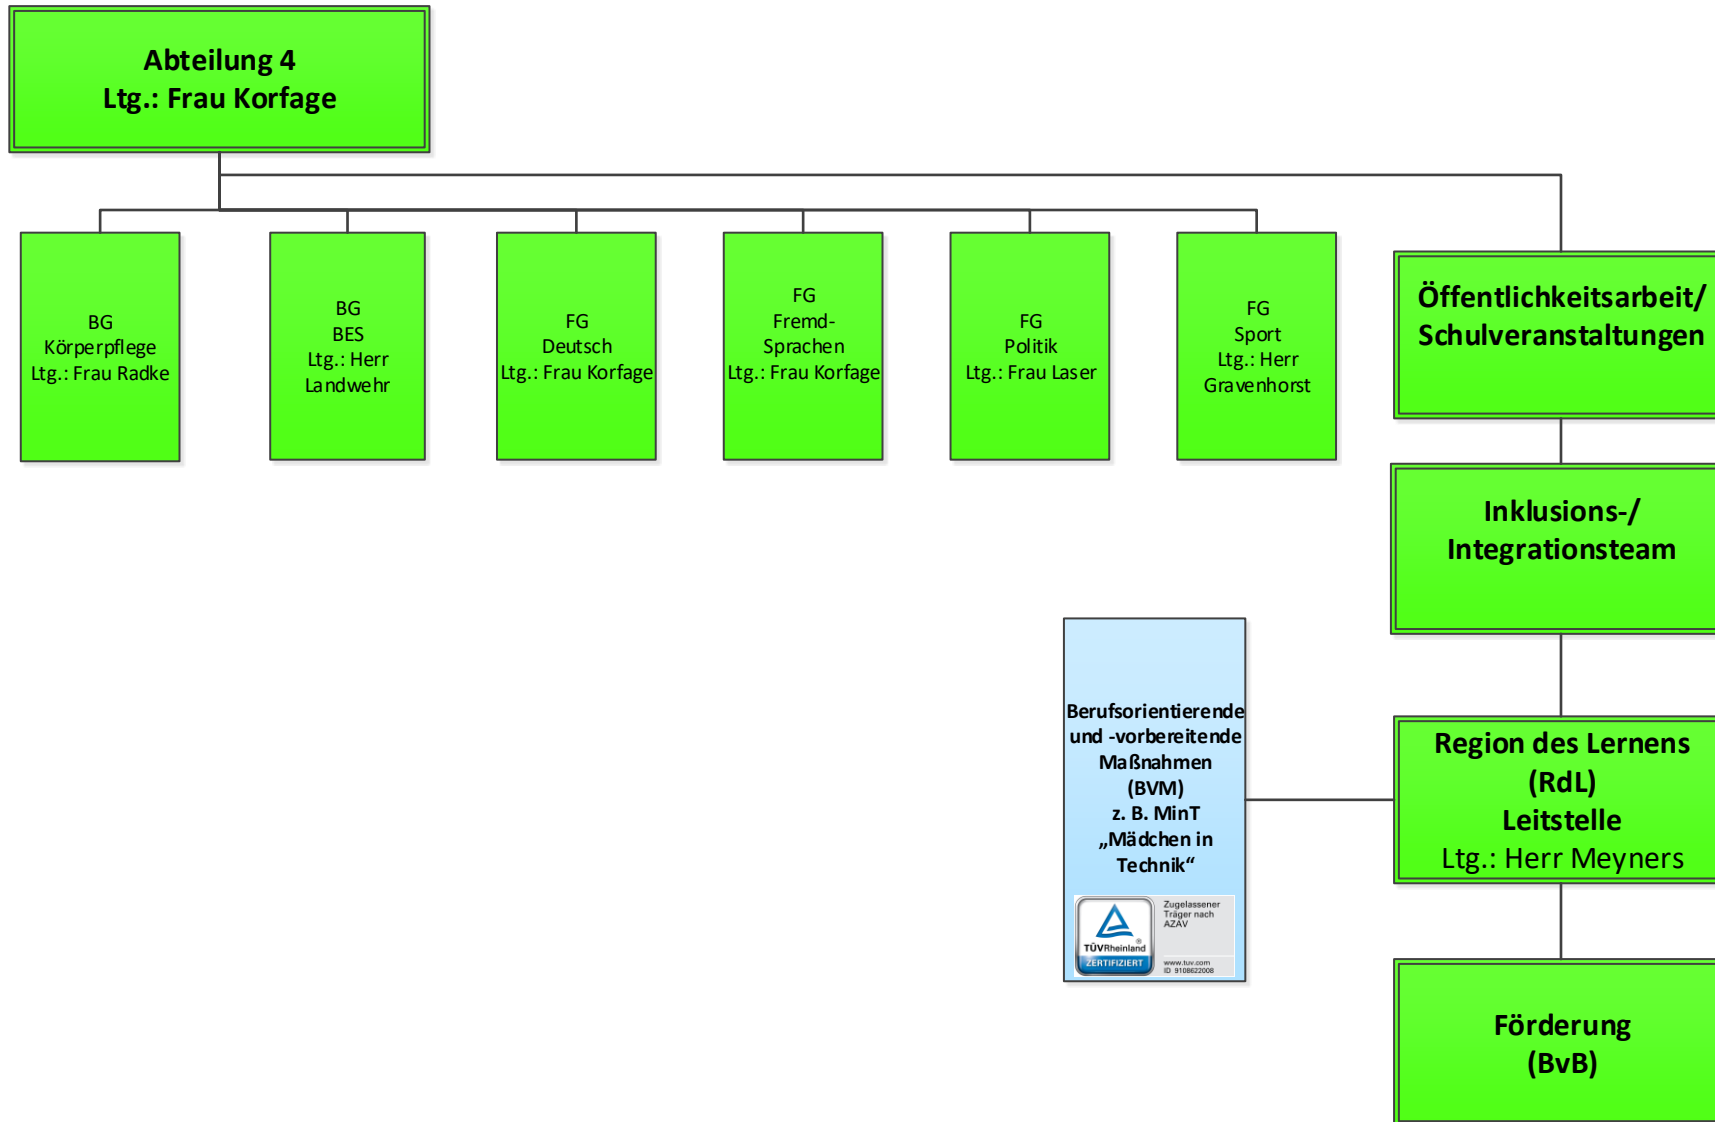 Abteilung 4
Ltg.: Frau Korfage
BG
Körperpflege
Ltg.: Frau Radke
BG
BES
Ltg.: Herr
Landwehr
FG
Deutsch
Ltg.: Frau Korfage
FG
Fremd-
Sprachen
Ltg.: Frau Korfage
FG
Politik
Ltg.: Frau Laser
FG
Sport
Ltg.: Herr
Gravenhorst
Öffentlichkeitsarbeit/
Schulveranstaltungen
Inklusions-/
Integrationsteam
Berufsorientierende
und -vorbereitende
Maßnahmen
(BVM)
z. B. MinT
„Mädchen in
Technik“
TÜVRheinland®
ZERTIFIZIERT
Zugelassener
Träger nach
AZAV
www.tuv.com
ID 9108622008
Region des Lernens
(RdL)
Leitstelle
Ltg.: Herr Meyners
Förderung
(BvB)